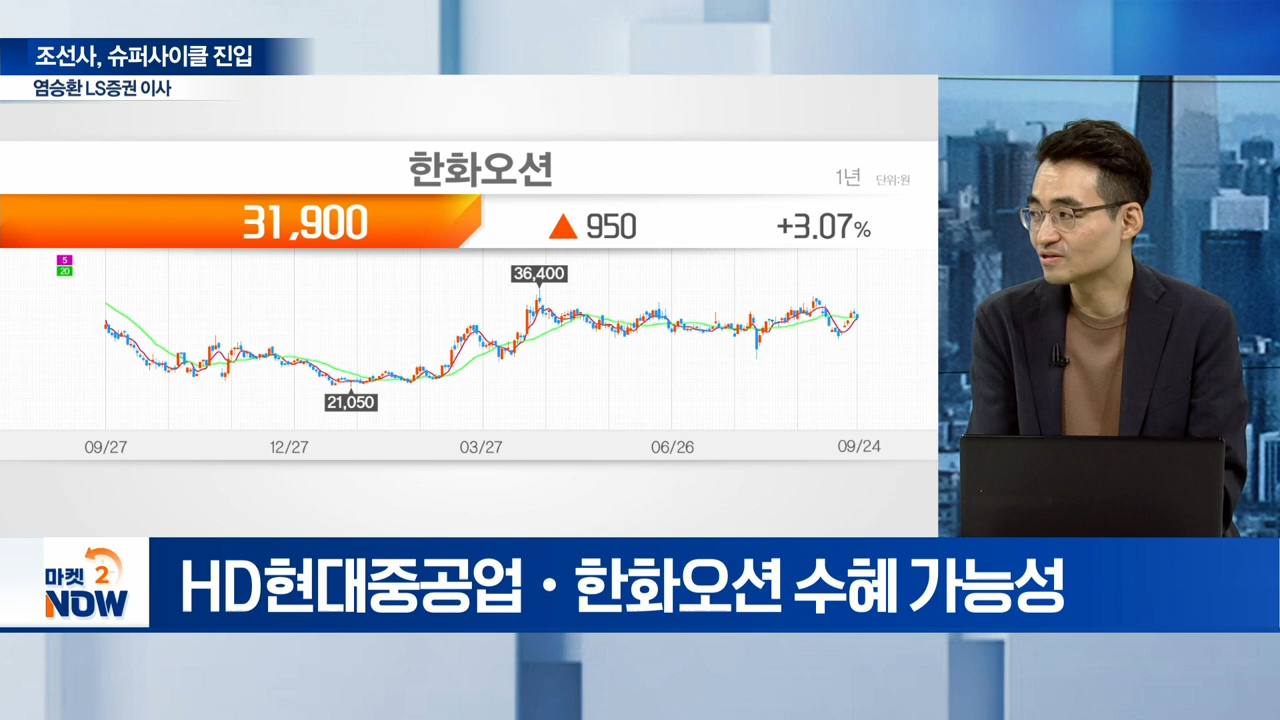 조선사, 슈퍼사이클 진입
염승환 LS증권 이사
한화오션
1년 단위:원
31,900 ▲ 950 +3.07%
5
20
36,400
21,050
09/27 12/27 03/27 06/26 09/24
마켓 2
NOW
HD현대중공업·한화오션 수혜 가능성